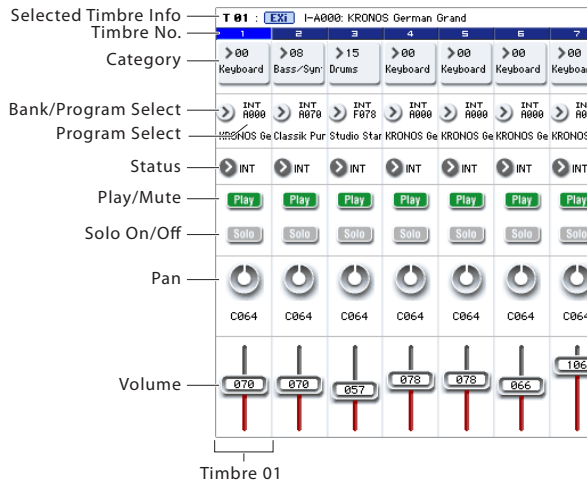 Selected Timbre Info T 01 : EXi I-A000: KRONOS German Grand
Timbre No. 1 2 3 4 5 6 7
Category >00 >08 >15 >00 >00 >00 >00
Keyboard Bass/Synt Drums Keyboard Keyboard Keyboard Keyboa
Bank/Program Select INT INT INT INT INT INT
A000 A070 F078 A000 A000 A000
Program Select KRONOS Ge Classik Pur Studio Star KRONOS Ge KRONOS Ge KRONOS Ge KRONOS
Status INT INT INT INT INT INT INT
Play/Mute Play Play Play Play Play Play Play
Solo On/Off Solo Solo Solo Solo Solo Solo Solo
Pan
C064 C064 C064 C064 C064 C064 C064
Volume 070 070 057 078 078 066 106
Timbre 01